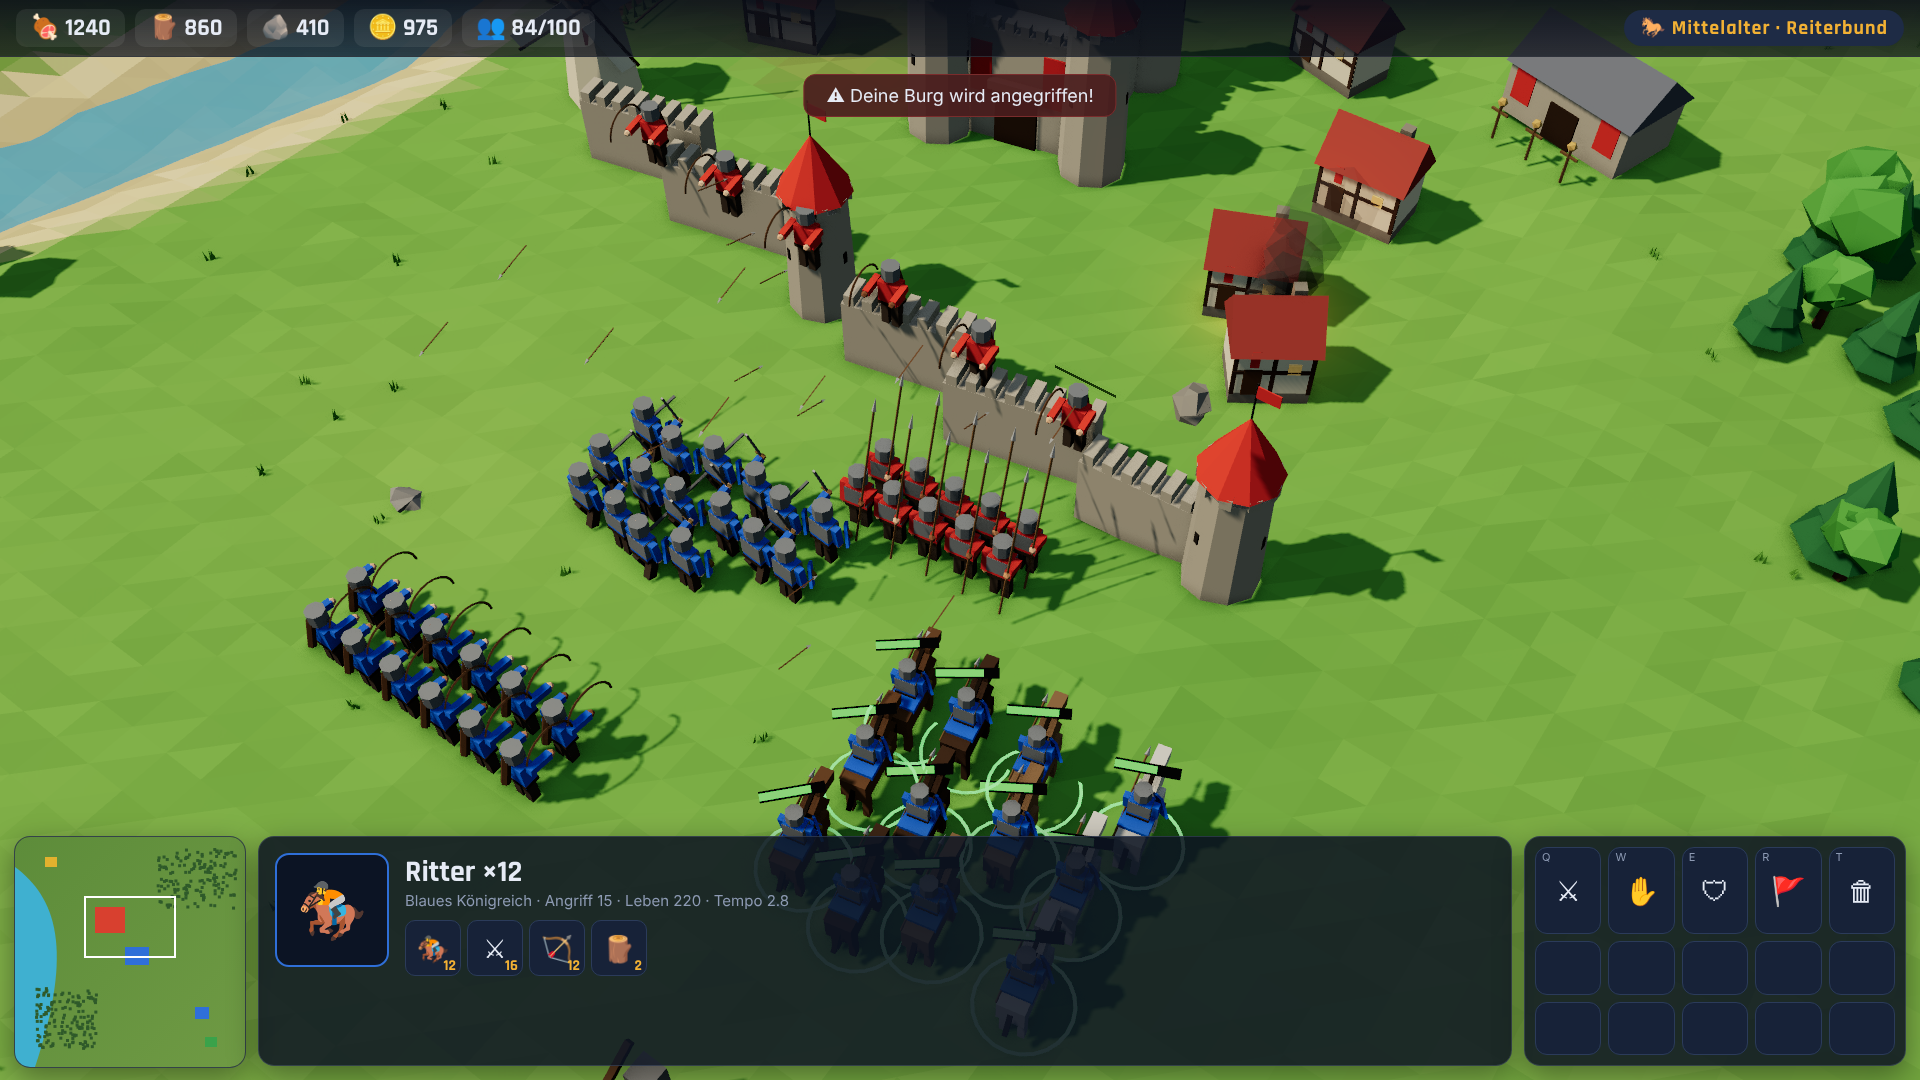 1240 860 410 975 84/100
Mittelalter · Reiterbund
Deine Burg wird angegriffen!
Ritter ×12
Blaues Königreich · Angriff 15 · Leben 220 · Tempo 2.8
12 16 12 2
Q W E R T